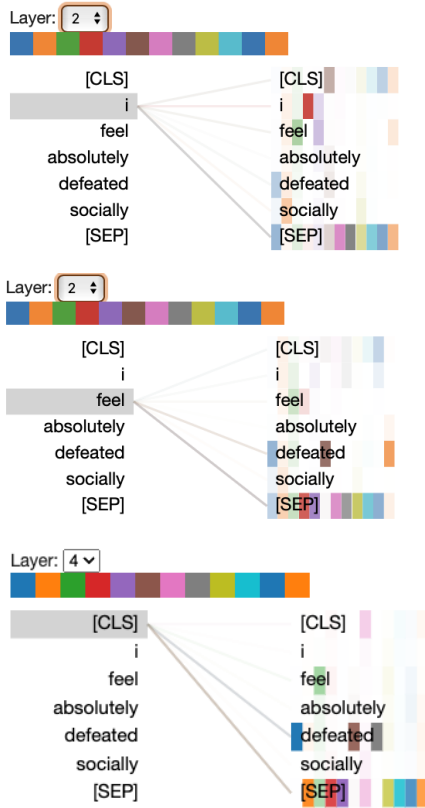 Layer: 2
[CLS] [CLS]
i i
feel feel
absolutely absolutely
defeated defeated
socially socially
[SEP] [SEP]
Layer: 2
[CLS] [CLS]
i i
feel feel
absolutely absolutely
defeated defeated
socially socially
[SEP] [SEP]
Layer: 4
[CLS] [CLS]
i i
feel feel
absolutely absolutely
defeated defeated
socially socially
[SEP] [SEP]